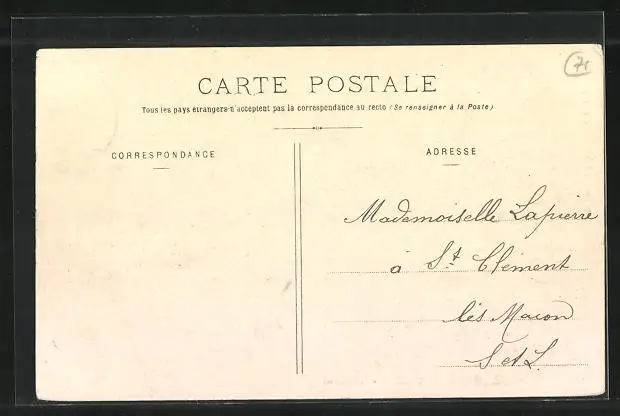 71
CARTE POSTALE
Tous les pays étrangers n'acceptent pas la correspondance au recto (Se renseigner à la Poste).
CORRESPONDANCE
ADRESSE
Mademoiselle Lapierre
à St. Clément
lès Macon
S et L.